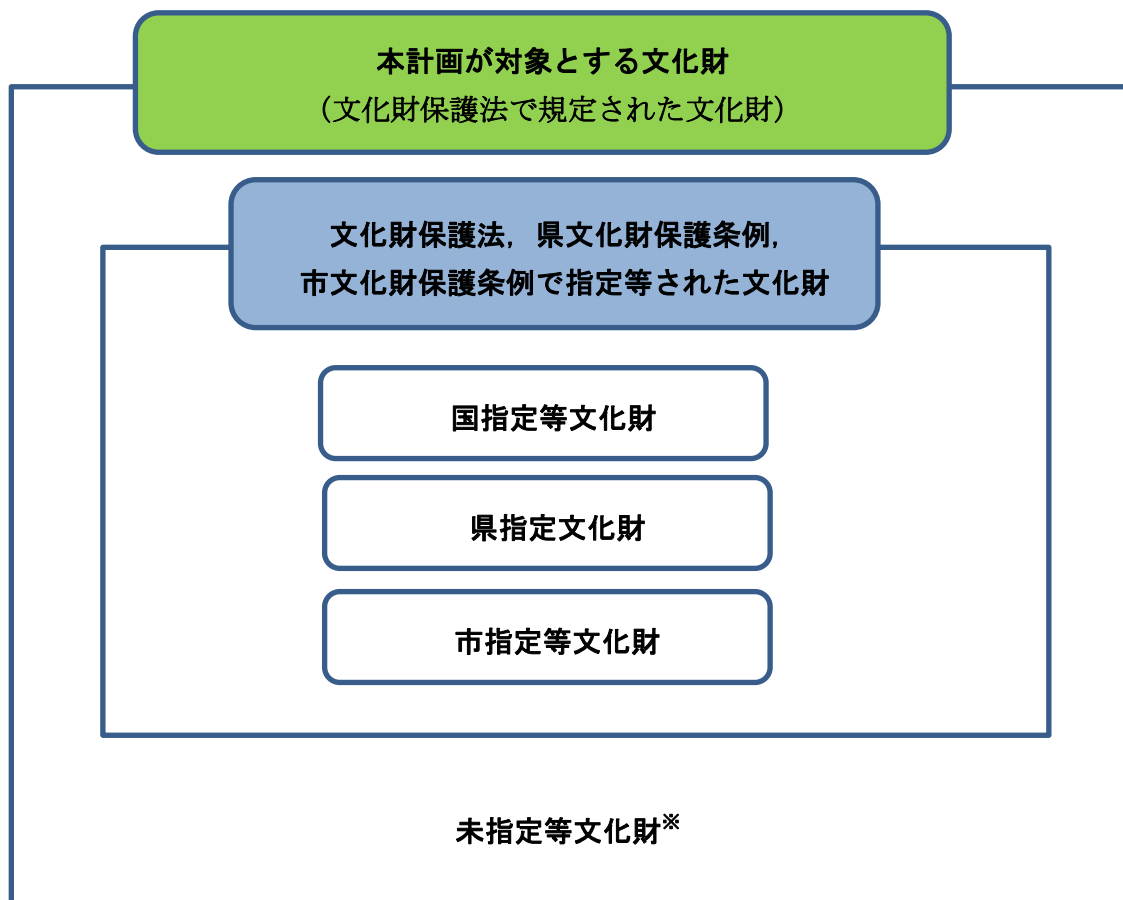 本計画が対象とする文化財
（文化財保護法で規定された文化財）
文化財保護法，県文化財保護条例，
市文化財保護条例で指定等された文化財
国指定等文化財
県指定文化財
市指定等文化財
未指定等文化財※